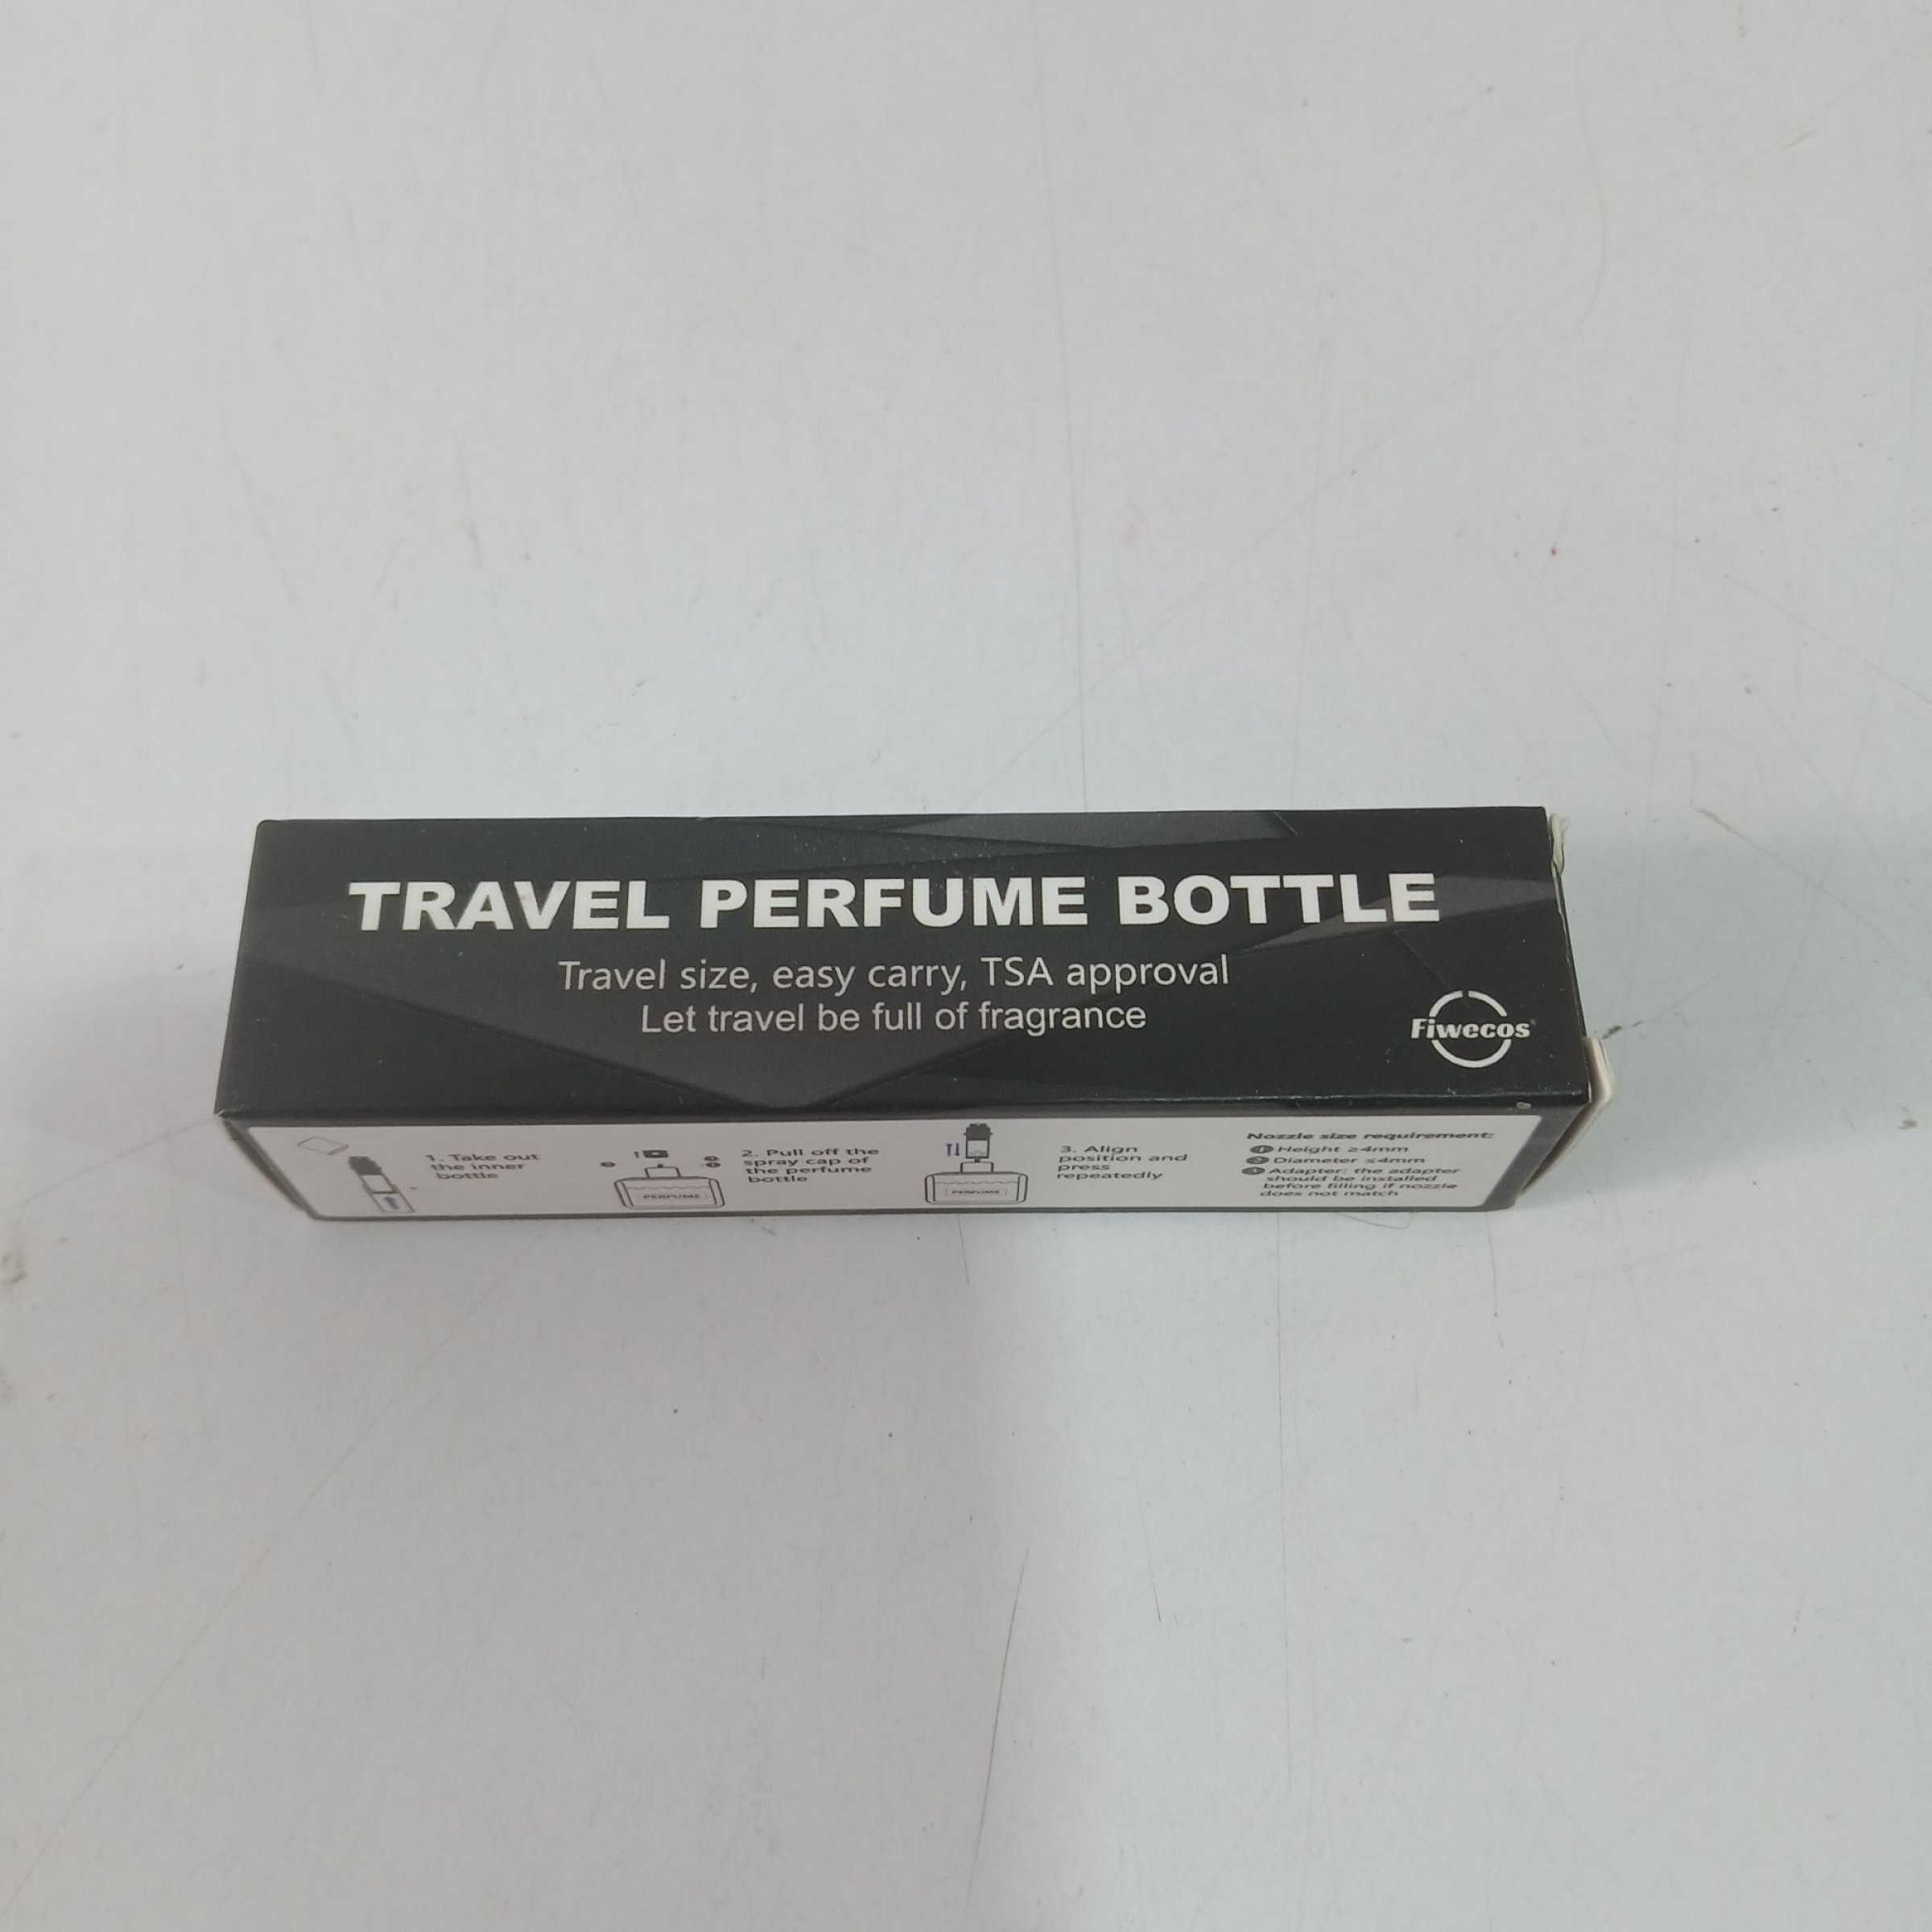 TRAVEL PERFUME BOTTLE
Travel size, easy carry, TSA approval
Let travel be full of fragrance
Fiwecos
1. Take out
the inner
bottle
2. Pull off the
spray cap of
the perfume
bottle
PERFUME
3. Align
position and
press
repeatedly
PERFUME
Nozzle size requirement:
1 Height ≥4mm
2 Diameter ≤4mm
3 Adapter: the adapter
should be installed
before filling if nozzle
does not match